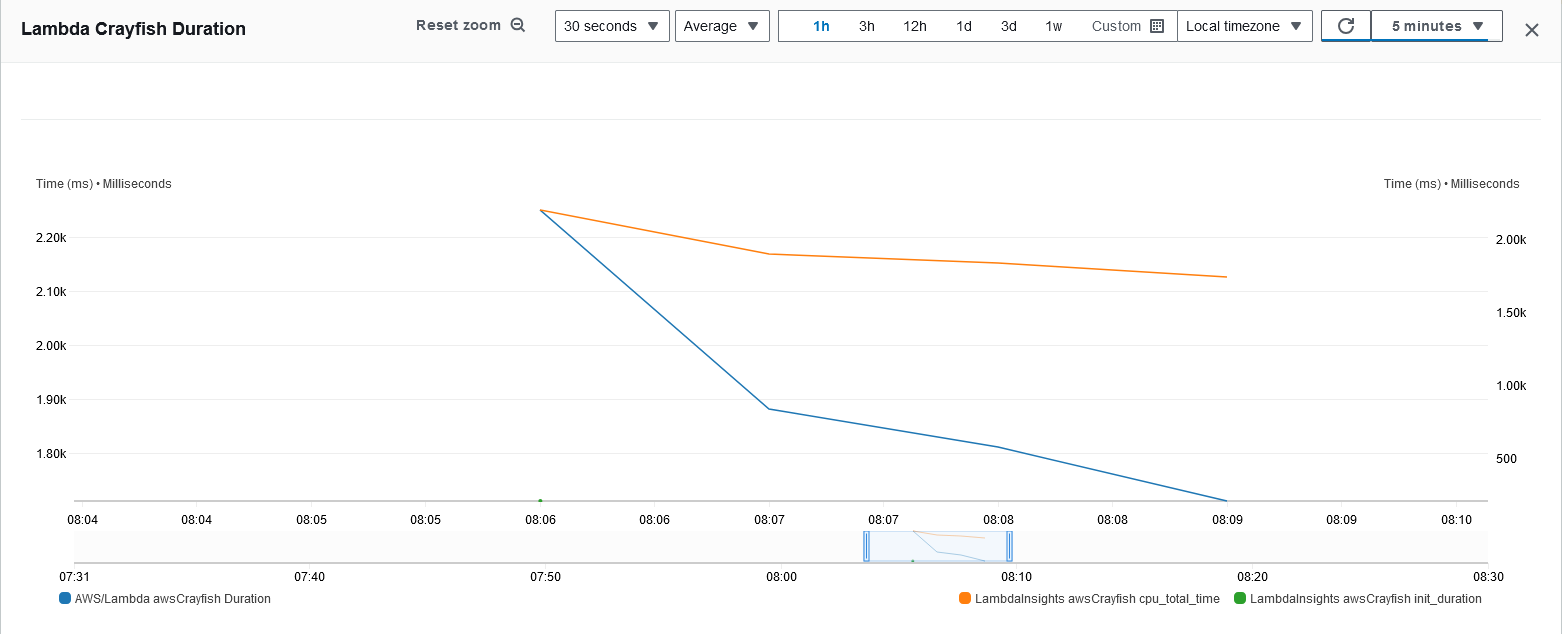 Lambda Crayfish Duration
Reset zoom 30 seconds Average 1h 3h 12h 1d 3d 1w Custom Local timezone 5 minutes
Time (ms) • Milliseconds Time (ms) • Milliseconds
2.20k 2.00k
2.10k
1.50k
2.00k
1.00k
1.90k
1.80k 500
08:04 08:04 08:05 08:05 08:06 08:06 08:07 08:07 08:08 08:08 08:09 08:09 08:10
07:31 07:40 07:50 08:00 08:10 08:20 08:30
AWS/Lambda awsCrayfish Duration LambdaInsights awsCrayfish cpu_total_time LambdaInsights awsCrayfish init_duration